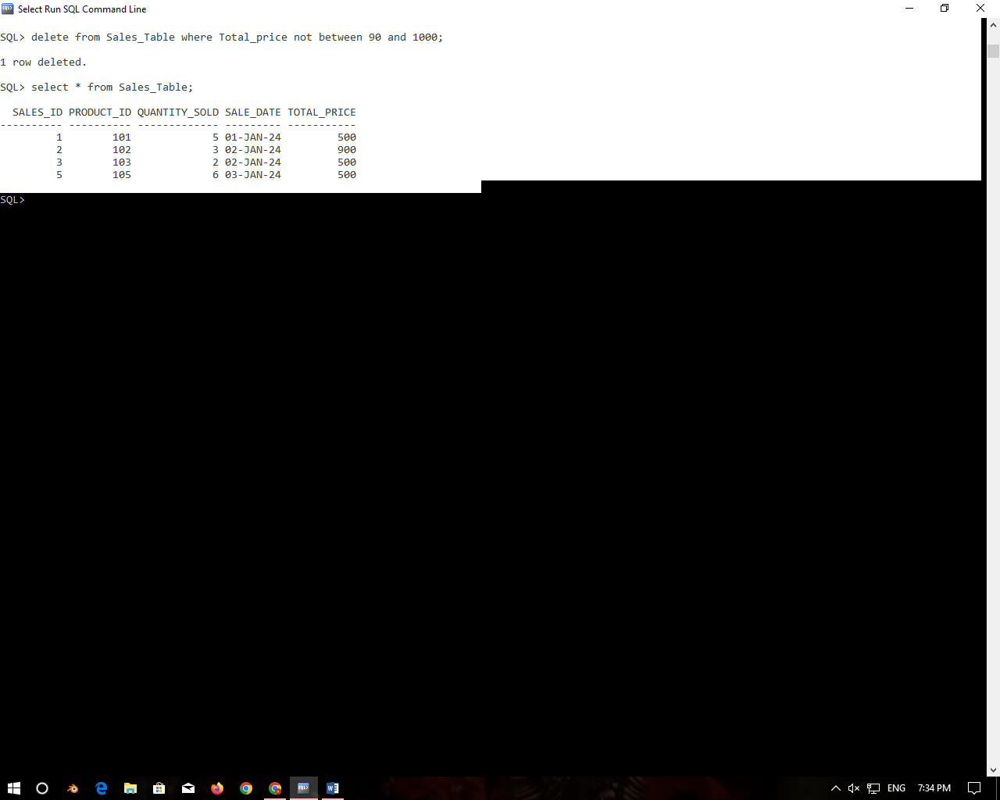 Select Run SQL Command Line
SQL> delete from Sales_Table where Total_price not between 90 and 1000;
1 row deleted.
SQL> select * from Sales_Table;
  SALES_ID PRODUCT_ID QUANTITY_SOLD SALE_DATE TOTAL_PRICE
---------- ---------- ------------- --------- -----------
         1        101             5 01-JAN-24         500
         2        102             3 02-JAN-24         900
         3        103             2 02-JAN-24         500
         5        105             6 03-JAN-24         500
SQL>
ENG 7:34 PM